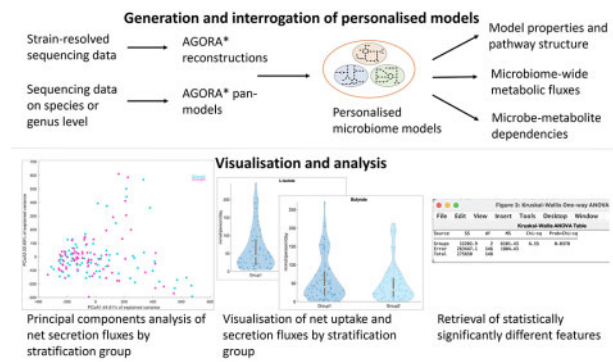 Generation and interrogation of personalised models
Strain-resolved
sequencing data
AGORA*
reconstructions
Sequencing data
on species or
genus level
AGORA* pan-
models
Personalised
microbiome models
Model properties and
pathway structure
Microbiome-wide
metabolic fluxes
Microbe-metabolite
dependencies
Visualisation and analysis
Principal components analysis of
net secretion fluxes by
stratification group
L-lactate
Butyrate
Group1
Group1
Group2
Visualisation of net uptake and
secretion fluxes by stratification
group
Figure 2: Kruskal-Wallis One-way ANOVA
File Edit View Insert Tools Desktop Window
Kruskal-Wallis ANOVA Table
Source SS df MS Chi-sq Prob>Chi-sq
Groups
Error
Total
Retrieval of statistically
significantly different features